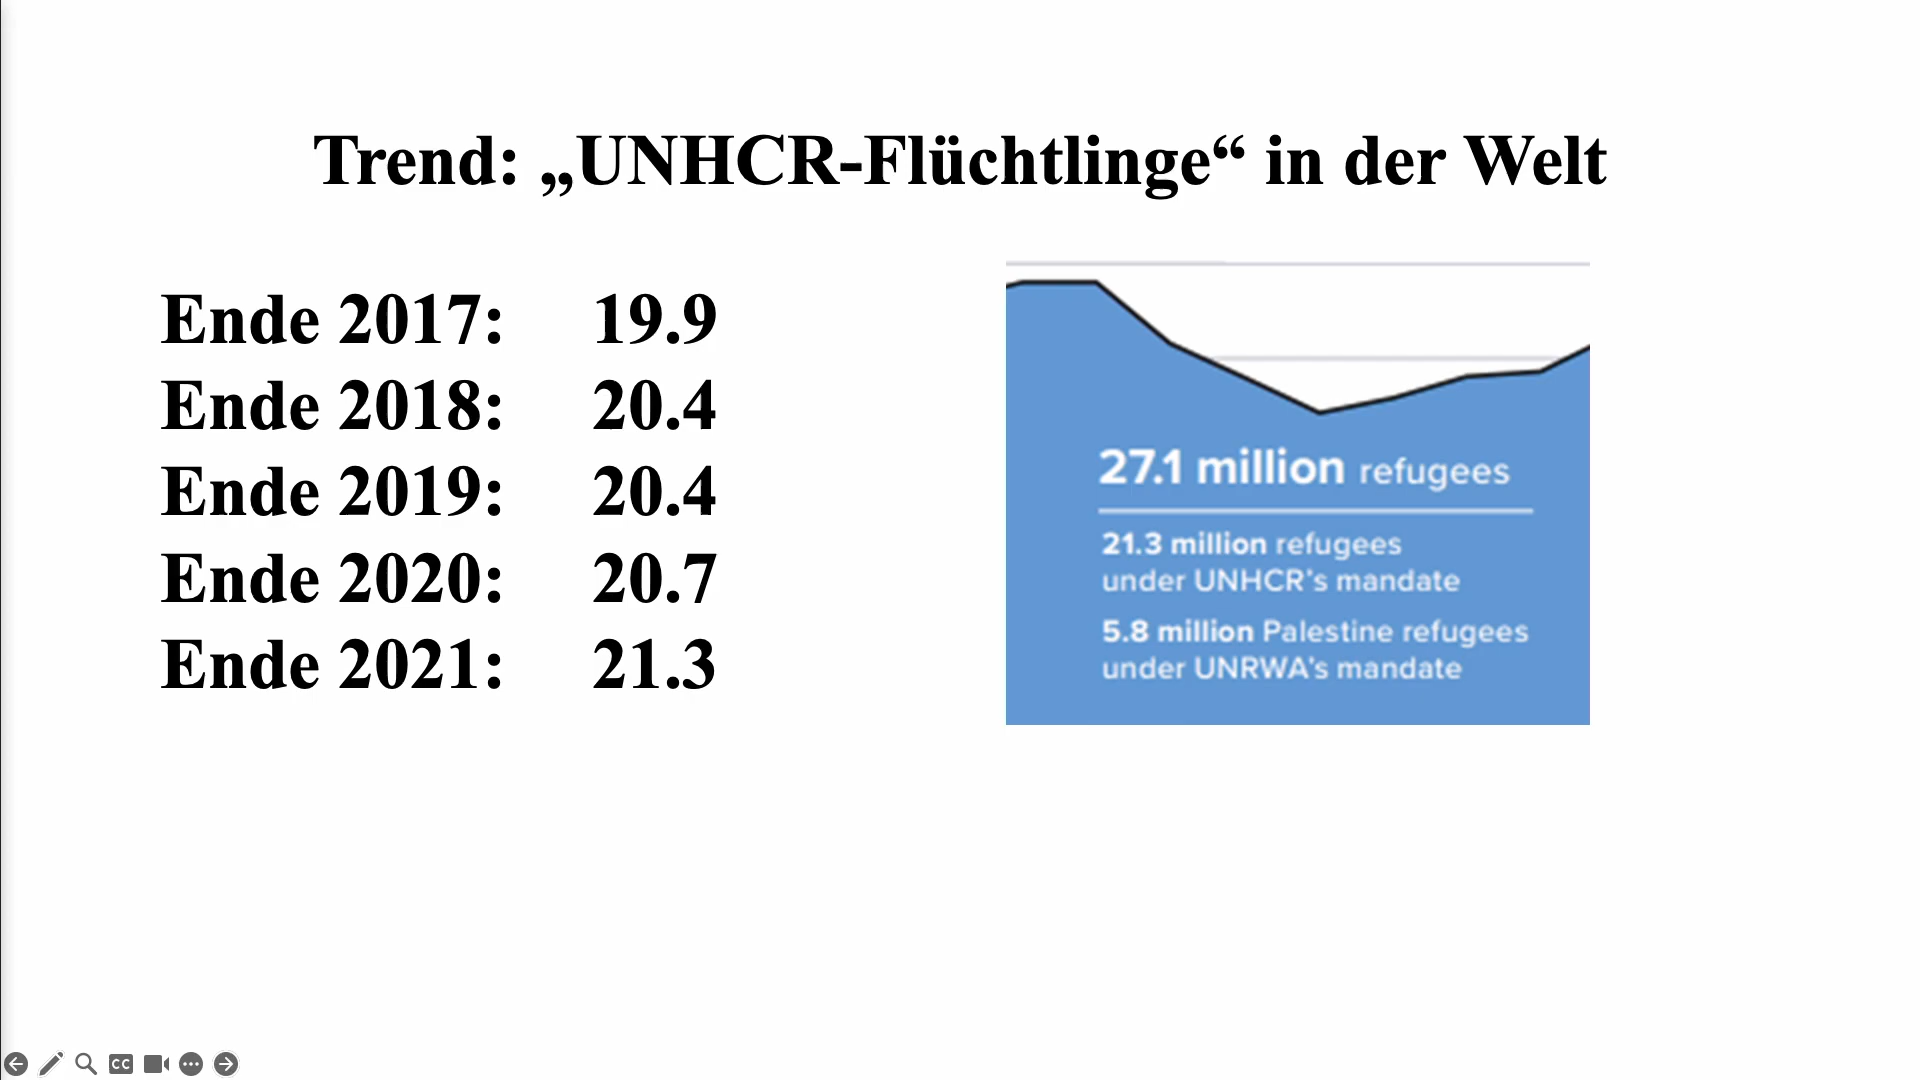 Trend: „UNHCR-Flüchtlinge“ in der Welt
Ende 2017: 19.9
Ende 2018: 20.4
Ende 2019: 20.4
Ende 2020: 20.7
Ende 2021: 21.3
27.1 million refugees
21.3 million refugees
under UNHCR's mandate
5.8 million Palestine refugees
under UNRWA's mandate
CC